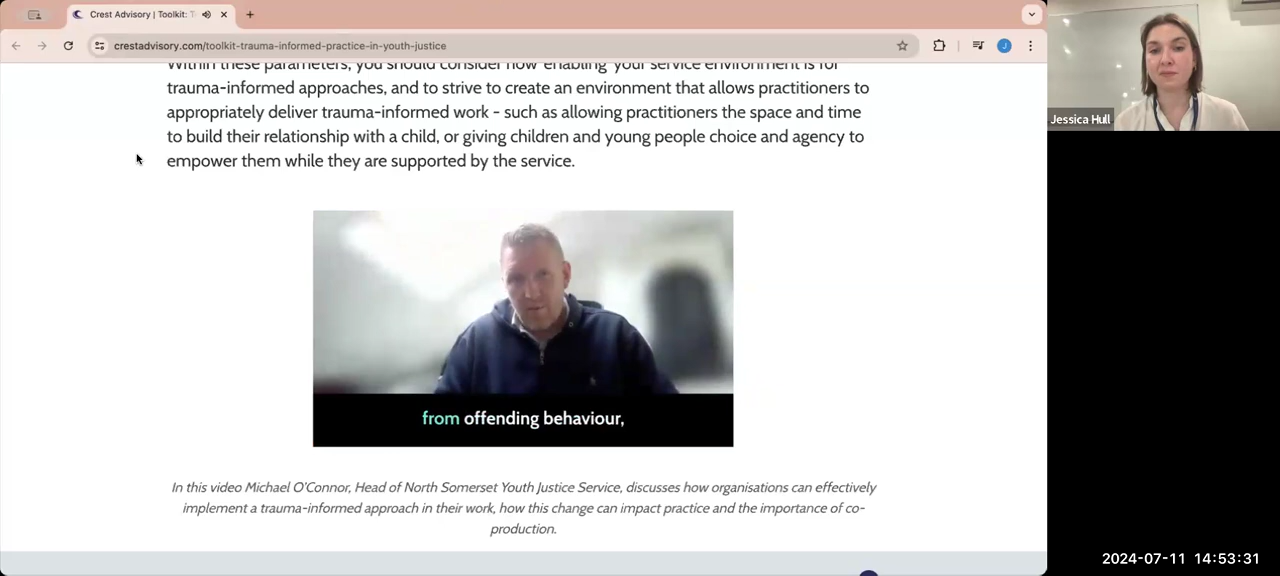 Crest Advisory | Toolkit: T
crestadvisory.com/toolkit-trauma-informed-practice-in-youth-justice
J
Within these parameters, you should consider how 'enabling' your service environment is for
trauma-informed approaches, and to strive to create an environment that allows practitioners to
appropriately deliver trauma-informed work - such as allowing practitioners the space and time
to build their relationship with a child, or giving children and young people choice and agency to
empower them while they are supported by the service.
from offending behaviour,
In this video Michael O'Connor, Head of North Somerset Youth Justice Service, discusses how organisations can effectively
implement a trauma-informed approach in their work, how this change can impact practice and the importance of co-
production.
Jessica Hull
2024-07-11 14:53:31